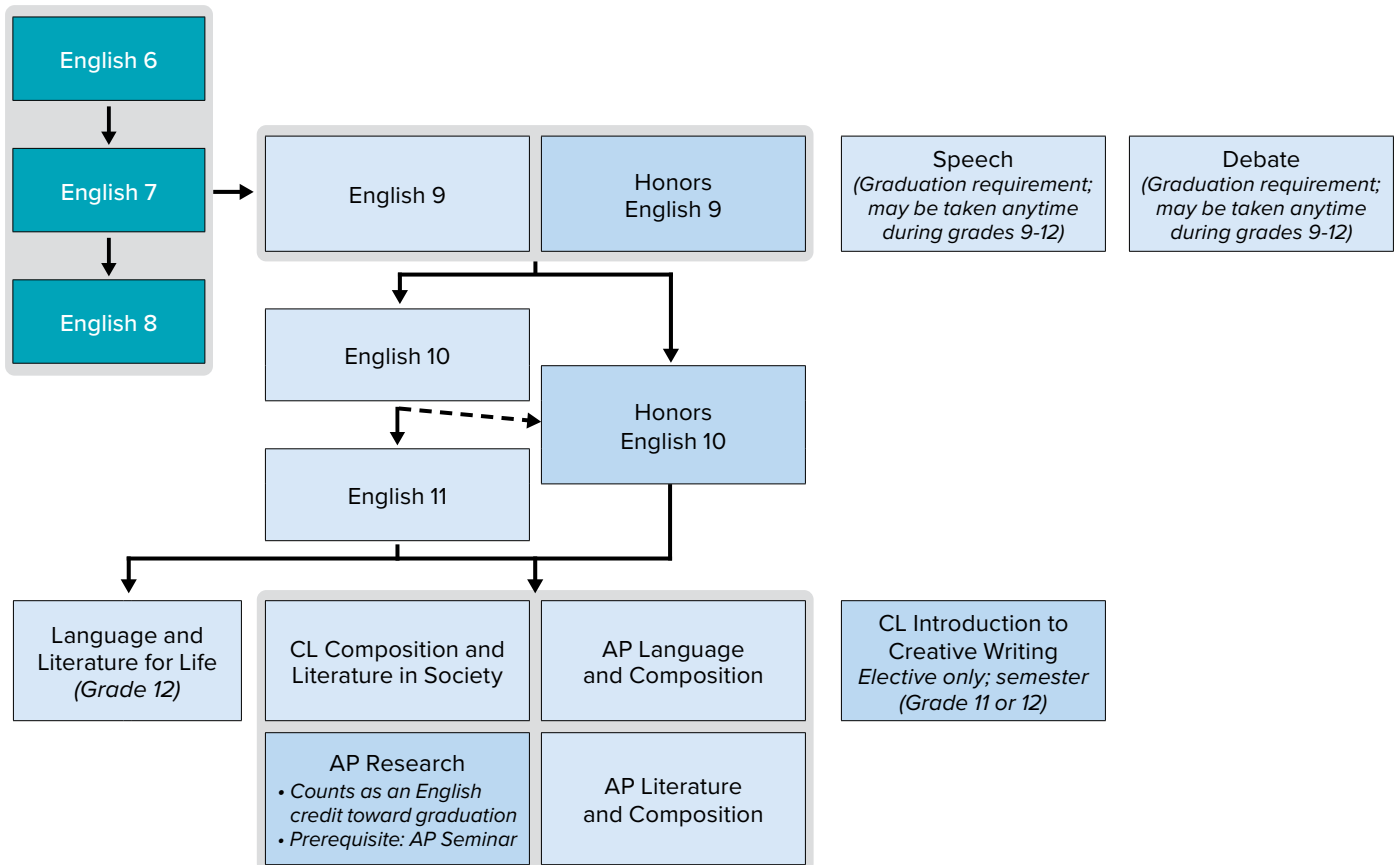 English 6
English 7
English 8
English 9
Honors
English 9
Speech
(Graduation requirement;
may be taken anytime
during grades 9-12)
Debate
(Graduation requirement;
may be taken anytime
during grades 9-12)
English 10
Honors
English 10
English 11
Language and
Literature for Life
(Grade 12)
CL Composition and
Literature in Society
AP Language
and Composition
CL Introduction to
Creative Writing
Elective only; semester
(Grade 11 or 12)
AP Research
• Counts as an English
credit toward graduation
• Prerequisite: AP Seminar
AP Literature
and Composition